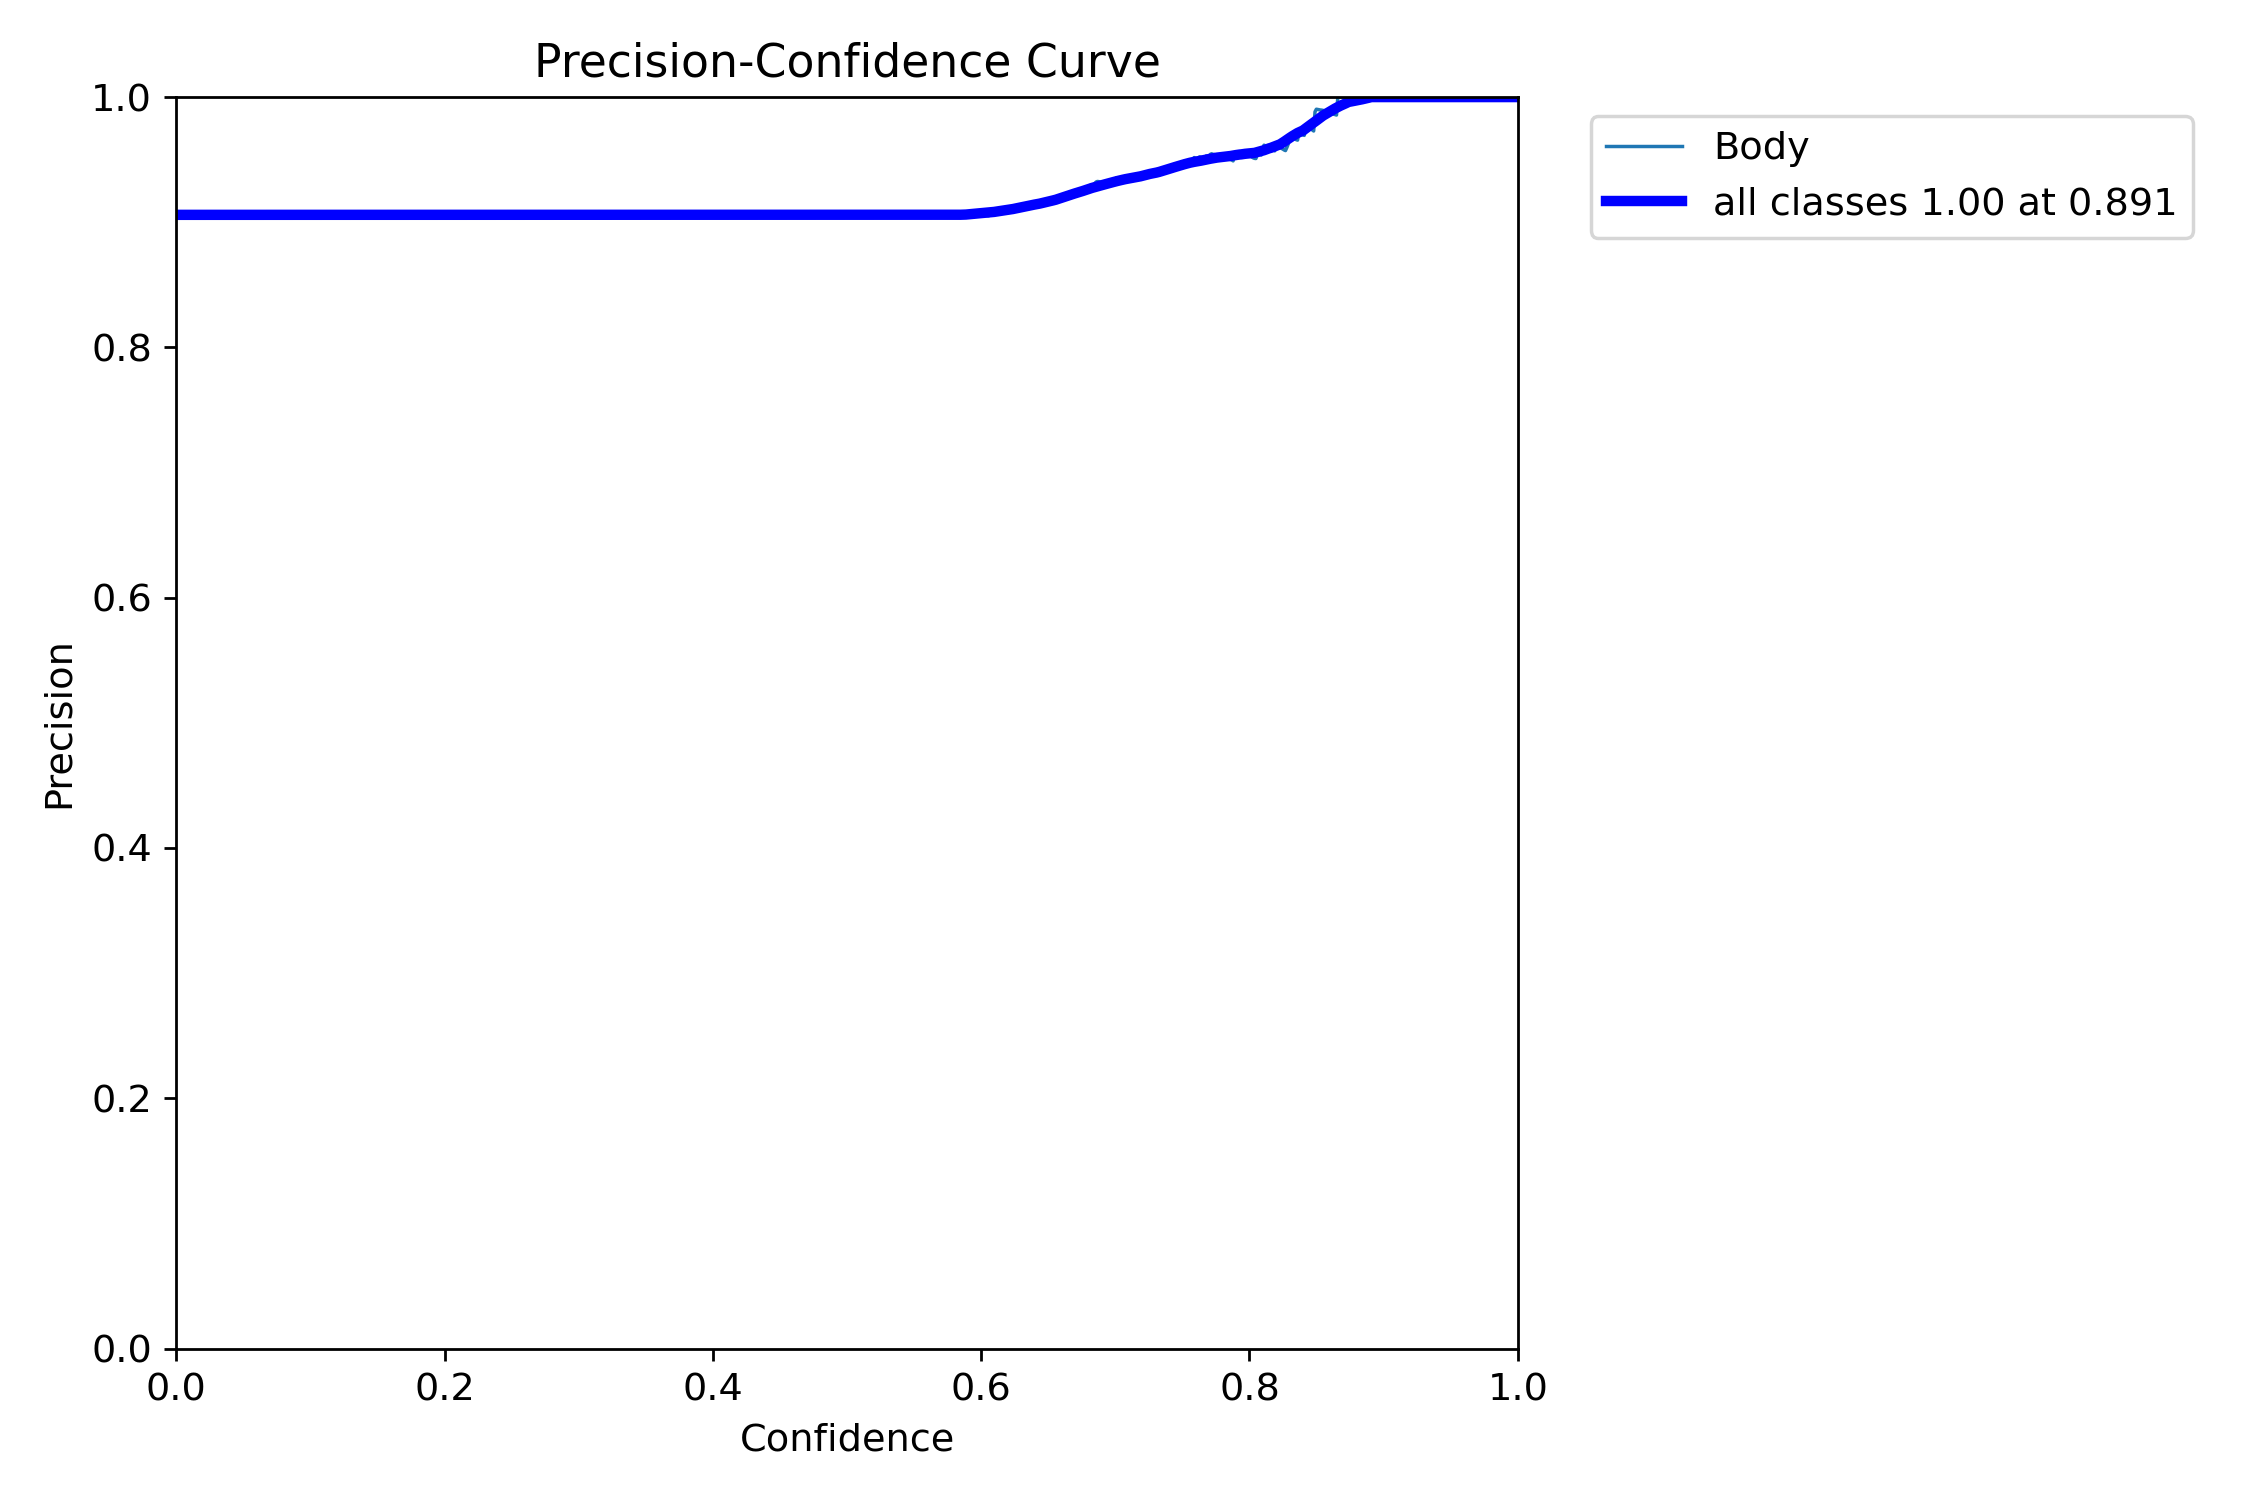 Precision-Confidence Curve
1.0
0.8
0.6
0.4
0.2
0.0
Precision
0.0 0.2 0.4 0.6 0.8 1.0
Confidence
Body
all classes 1.00 at 0.891